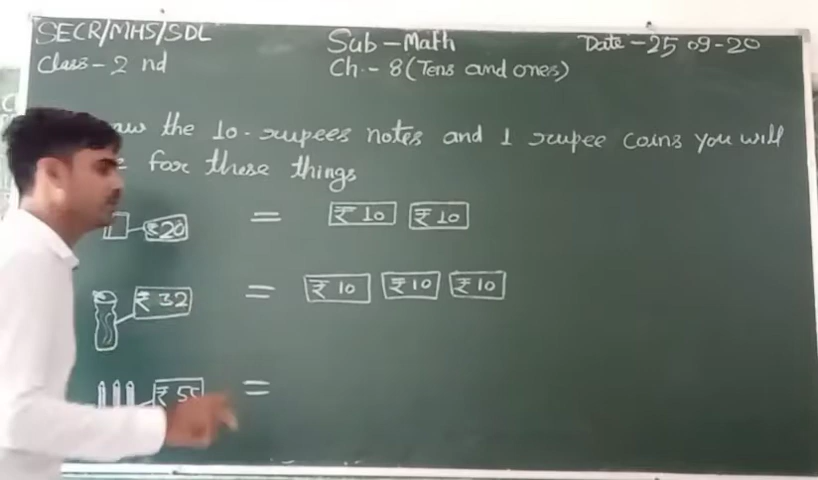 SECR/MHS/SDL
Sub - Math
Date - 25 09-20
Class - 2 nd
Ch. - 8 (Tens and ones)
the 10-rupees notes and 1 rupee coins you will
for these things
₹20 = ₹10 ₹10
₹32 = ₹10 ₹10 ₹10
=